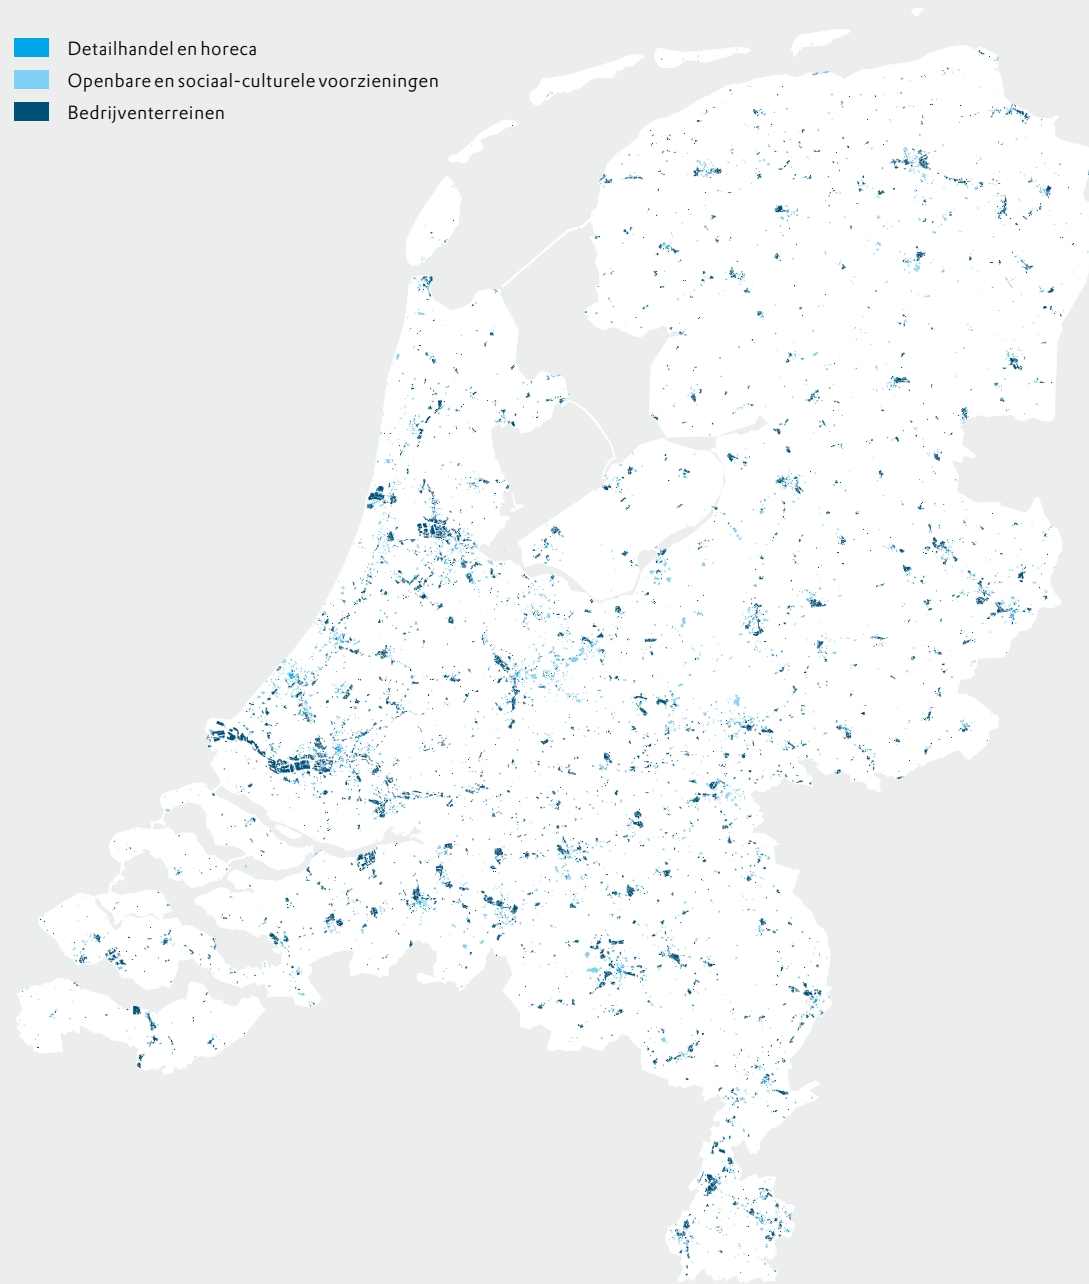 Detailhandel en horeca
Openbare en sociaal-culturele voorzieningen
Bedrijventerreinen